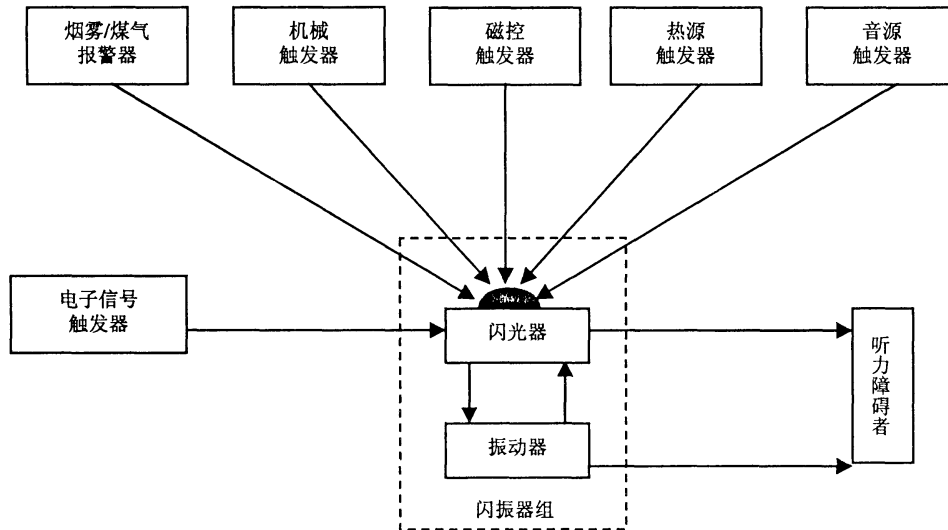 烟雾/煤气
报警器
机械
触发器
磁控
触发器
热源
触发器
音源
触发器
电子信号
触发器
闪光器
听力障碍者
振动器
闪振器组